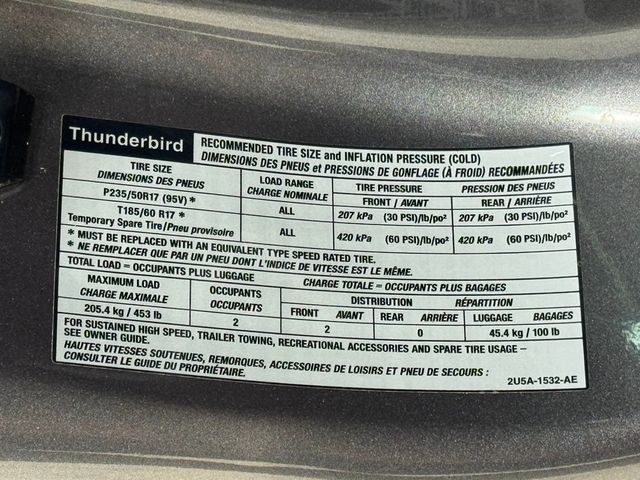 Thunderbird
RECOMMENDED TIRE SIZE and INFLATION PRESSURE (COLD)
DIMENSIONS DES PNEUS et PRESSIONS DE GONFLAGE (À FROID) RECOMMANDÉES
TIRE SIZE
DIMENSIONS DES PNEUS
LOAD RANGE
CHARGE NOMINALE
TIRE PRESSURE PRESSION DES PNEUS
FRONT / AVANT REAR / ARRIÈRE
P235/50R17 (95V) * ALL 207 kPa (30 PSI)/lb/po² 207 kPa (30 PSI)/lb/po²
T185/60 R17 *
Temporary Spare Tire / Pneu provisoire ALL 420 kPa (60 PSI)/lb/po² 420 kPa (60 PSI)/lb/po²
* MUST BE REPLACED WITH AN EQUIVALENT TYPE SPEED RATED TIRE.
* NE REMPLACER QUE PAR UN PNEU DONT L'INDICE DE VITESSE EST LE MÊME.
TOTAL LOAD = OCCUPANTS PLUS LUGGAGE CHARGE TOTALE = OCCUPANTS PLUS BAGAGES
MAXIMUM LOAD
CHARGE MAXIMALE
OCCUPANTS
OCCUPANTS
DISTRIBUTION RÉPARTITION
FRONT AVANT REAR ARRIÈRE LUGGAGE BAGAGES
205.4 kg / 453 lb 2 2 0 45.4 kg / 100 lb
FOR SUSTAINED HIGH SPEED, TRAILER TOWING, RECREATIONAL ACCESSORIES AND SPARE TIRE USAGE –
SEE OWNER GUIDE.
HAUTES VITESSES SOUTENUES, REMORQUES, ACCESSOIRES DE LOISIRS ET PNEU DE SECOURS –
CONSULTER LE GUIDE DU PROPRIÉTAIRE.
2U5A-1532-AE